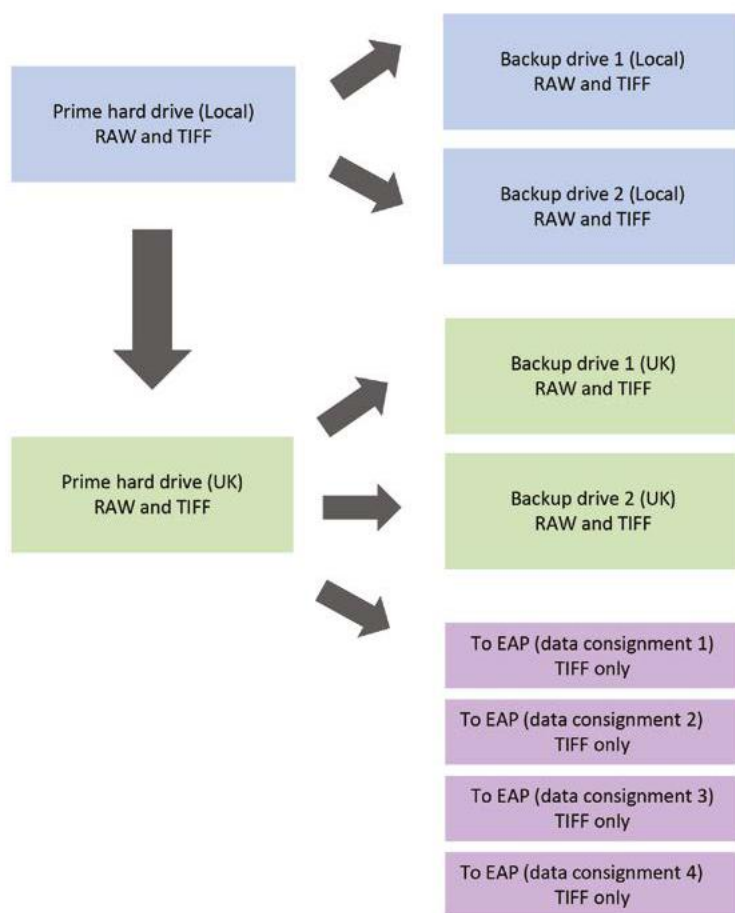 Prime hard drive (Local)
RAW and TIFF
Backup drive 1 (Local)
RAW and TIFF
Backup drive 2 (Local)
RAW and TIFF
Prime hard drive (UK)
RAW and TIFF
Backup drive 1 (UK)
RAW and TIFF
Backup drive 2 (UK)
RAW and TIFF
To EAP (data consignment 1)
TIFF only
To EAP (data consignment 2)
TIFF only
To EAP (data consignment 3)
TIFF only
To EAP (data consignment 4)
TIFF only